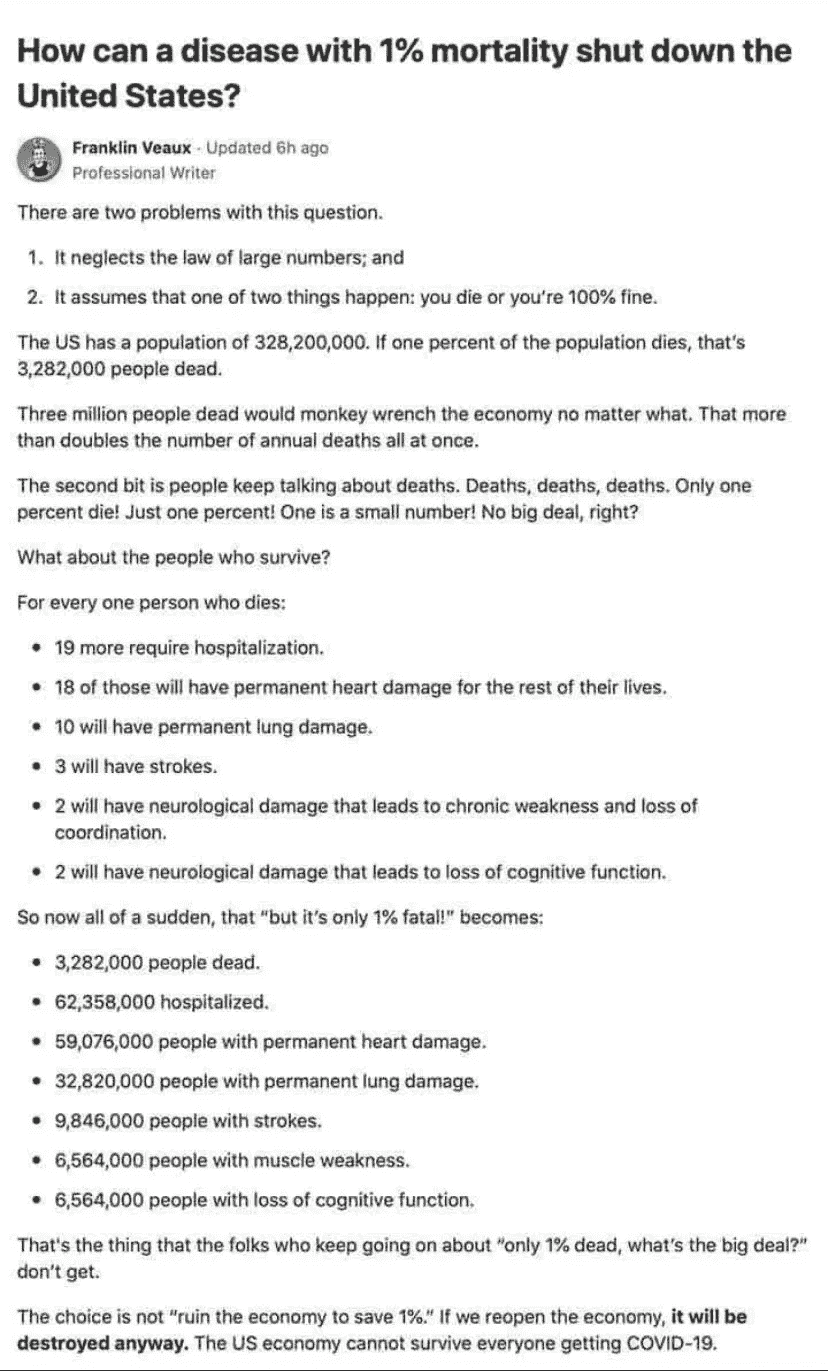 How can a disease with 1% mortality shut down the
United States?
Franklin Veaux · Updated 6h ago
Professional Writer
There are two problems with this question.
1. It neglects the law of large numbers; and
2. It assumes that one of two things happen: you die or you're 100% fine.
The US has a population of 328,200,000. If one percent of the population dies, that's
3,282,000 people dead.
Three million people dead would monkey wrench the economy no matter what. That more
than doubles the number of annual deaths all at once.
The second bit is people keep talking about deaths. Deaths, deaths, deaths. Only one
percent die! Just one percent! One is a small number! No big deal, right?
What about the people who survive?
For every one person who dies:
• 19 more require hospitalization.
• 18 of those will have permanent heart damage for the rest of their lives.
• 10 will have permanent lung damage.
• 3 will have strokes.
• 2 will have neurological damage that leads to chronic weakness and loss of
coordination.
• 2 will have neurological damage that leads to loss of cognitive function.
So now all of a sudden, that "but it's only 1% fatal!" becomes:
• 3,282,000 people dead.
• 62,358,000 hospitalized.
• 59,076,000 people with permanent heart damage.
• 32,820,000 people with permanent lung damage.
• 9,846,000 people with strokes.
• 6,564,000 people with muscle weakness.
• 6,564,000 people with loss of cognitive function.
That's the thing that the folks who keep going on about "only 1% dead, what's the big deal?"
don't get.
The choice is not "ruin the economy to save 1%." If we reopen the economy, it will be
destroyed anyway. The US economy cannot survive everyone getting COVID-19.